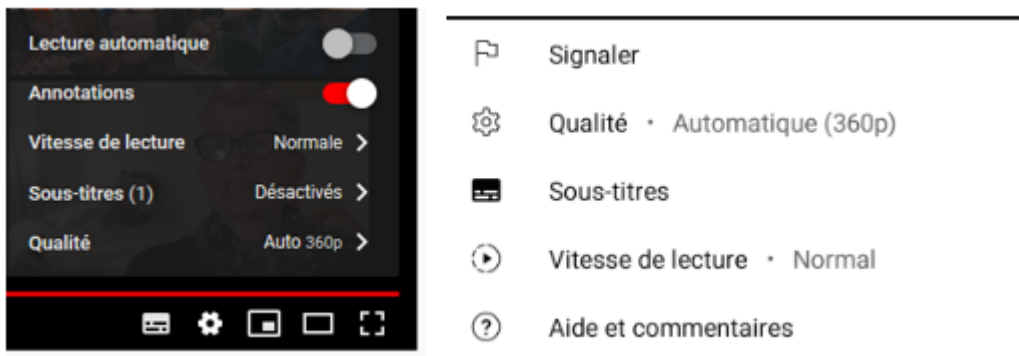 Lecture automatique
Annotations
Vitesse de lecture Normale
Sous-titres (1) Désactivés
Qualité Auto 360p
Signaler
Qualité · Automatique (360p)
Sous-titres
Vitesse de lecture · Normal
Aide et commentaires